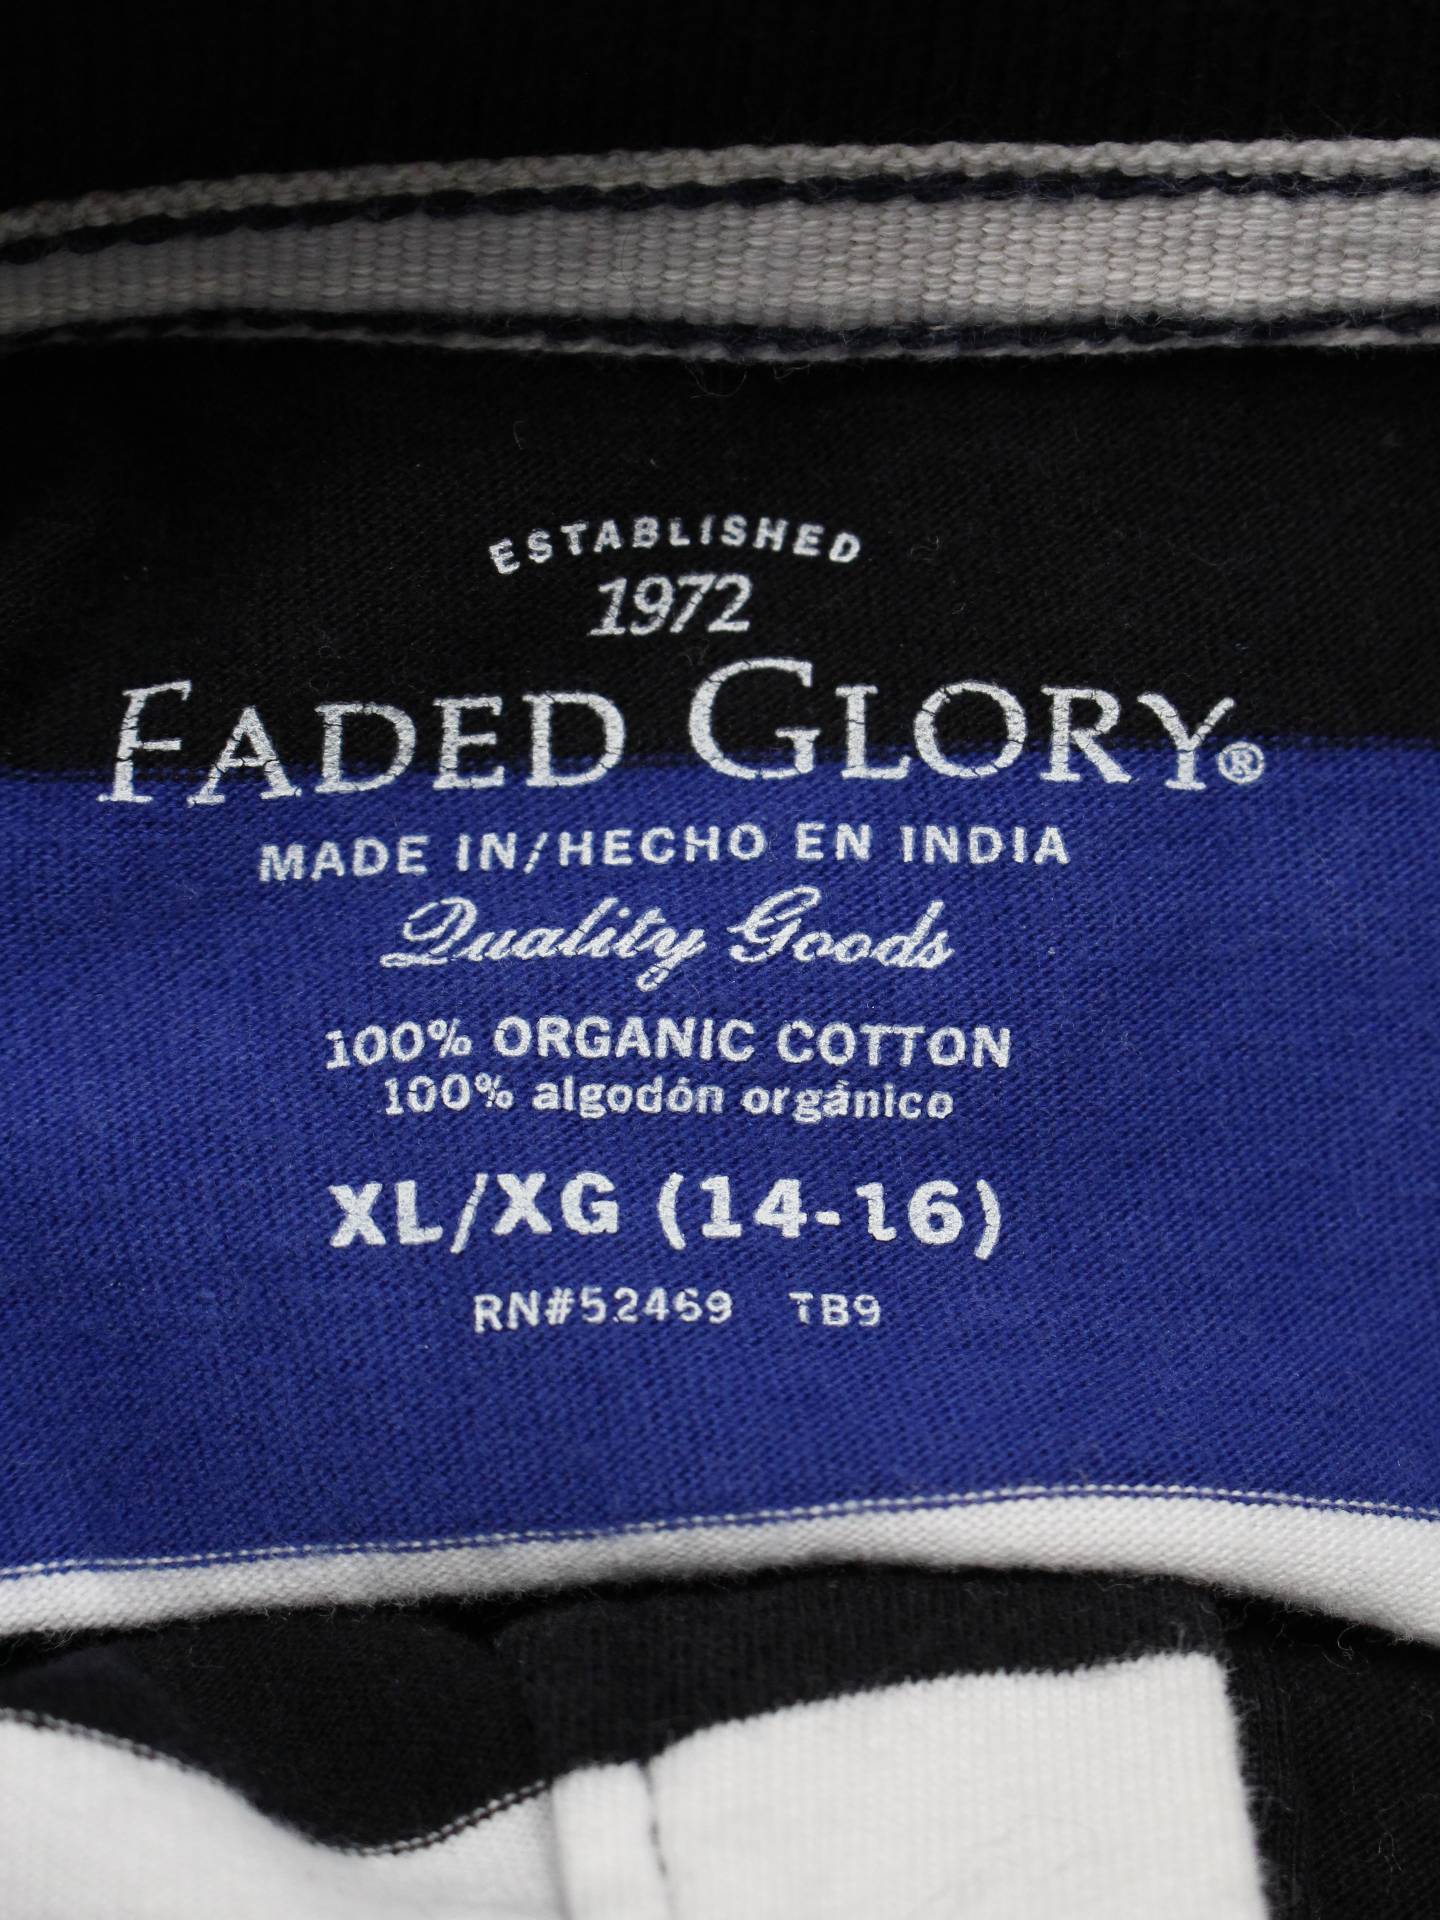 ESTABLISHED
1972
FADED GLORY®
MADE IN/HECHO EN INDIA
Quality Goods
100% ORGANIC COTTON
100% algodón orgánico
XL/XG (14-16)
RN#52469 TB9